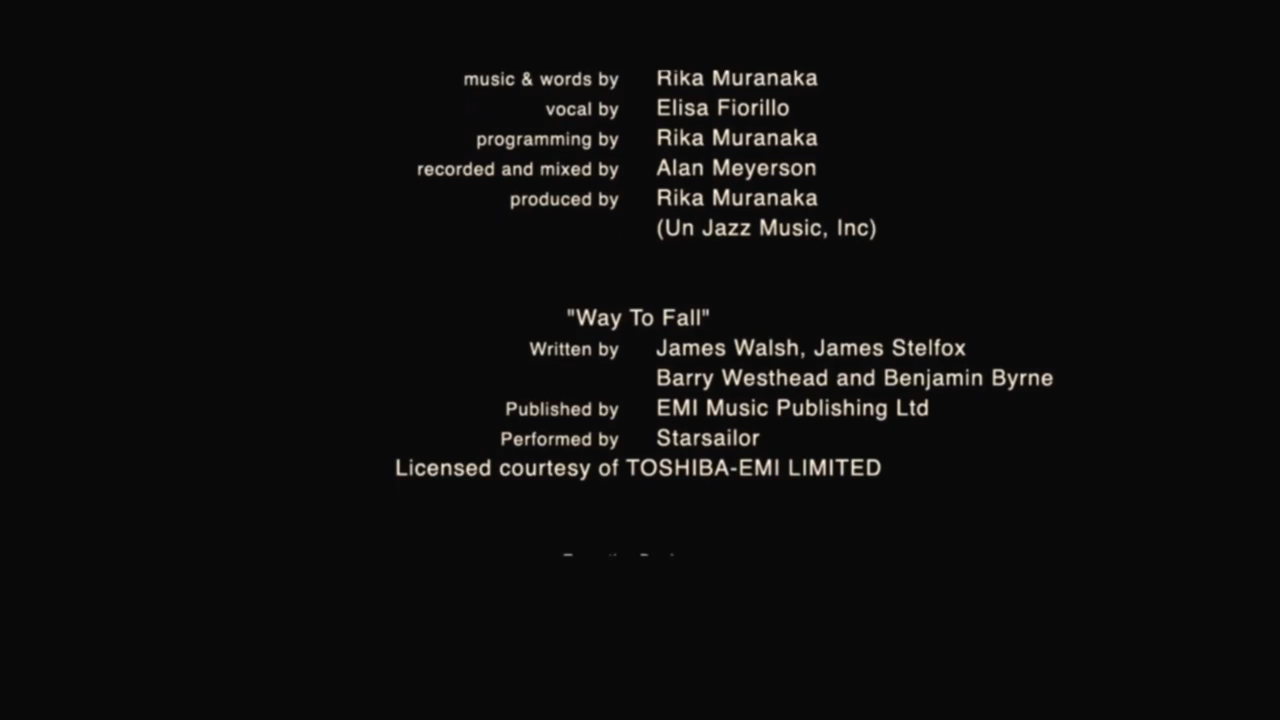 music & words by Rika Muranaka
vocal by Elisa Fiorillo
programming by Rika Muranaka
recorded and mixed by Alan Meyerson
produced by Rika Muranaka
(Un Jazz Music, Inc)
"Way To Fall"
Written by James Walsh, James Stelfox
Barry Westhead and Benjamin Byrne
Published by EMI Music Publishing Ltd
Performed by Starsailor
Licensed courtesy of TOSHIBA-EMI LIMITED